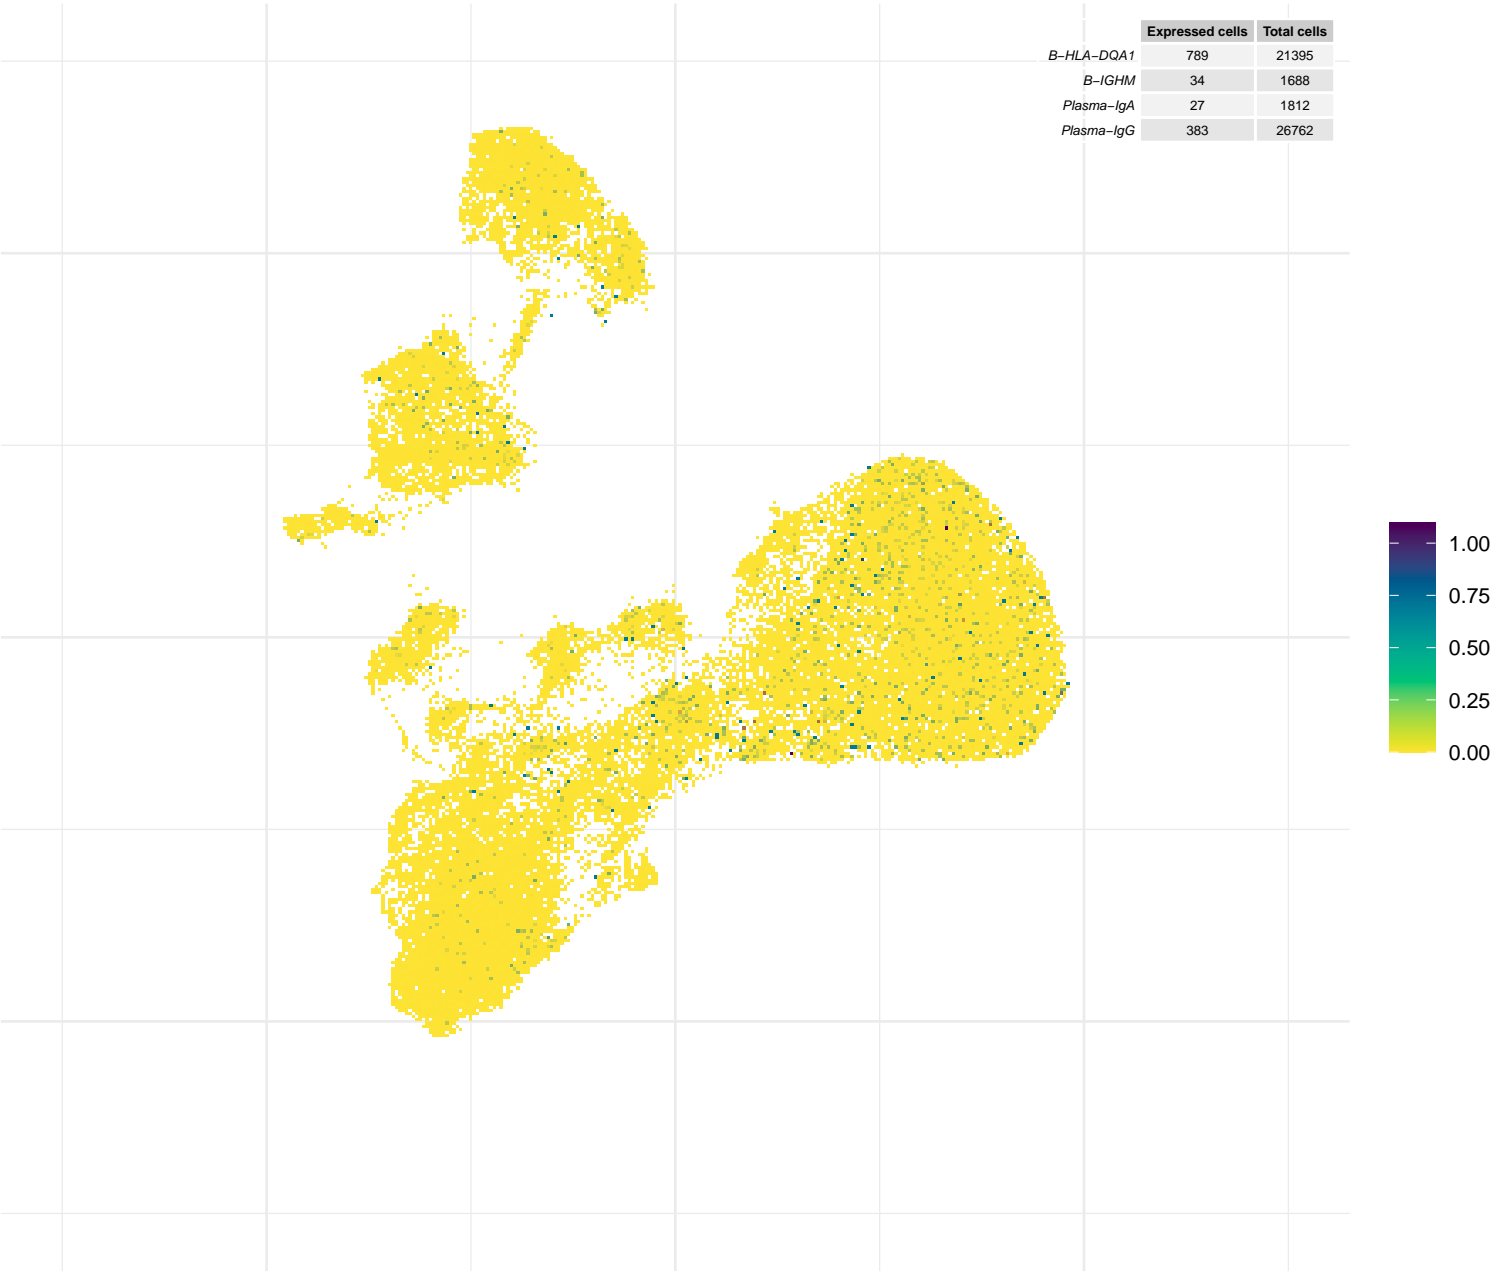 Expressed cells Total cells
B−HLA−DQA1 789 21395
B−IGHM 34 1688
Plasma−IgA 27 1812
Plasma−IgG 383 26762
1.00
0.75
0.50
0.25
0.00